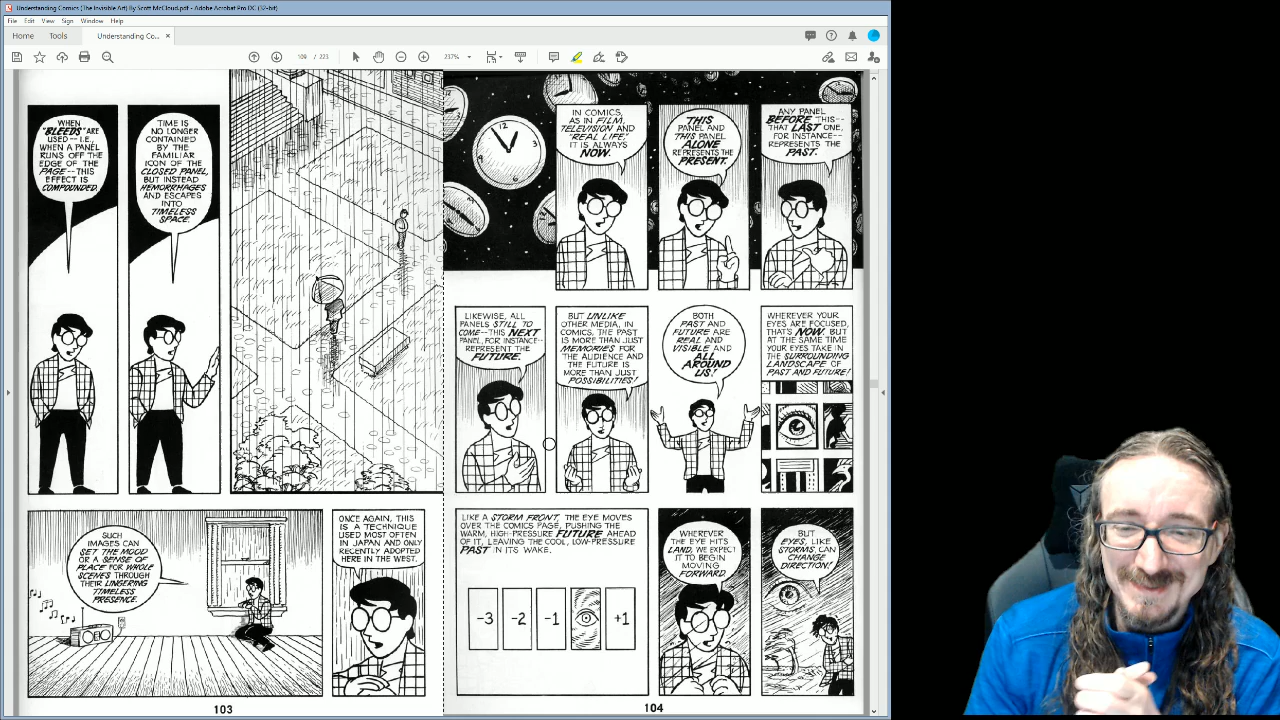 Understanding Comics (The Invisible Art) By Scott McCloud.pdf - Adobe Acrobat Pro DC (32-bit)
File Edit View Sign Window Help
Home Tools Understanding Co... ×
109 / 223
237%
WHEN
"BLEEDS" ARE
USED-- I.E.,
WHEN A PANEL
RUNS OFF THE
EDGE OF THE
PAGE-- THIS
EFFECT IS
COMPOUNDED.
TIME IS
NO LONGER
CONTAINED
BY THE
FAMILIAR
ICON OF THE
CLOSED PANEL,
BUT INSTEAD
HEMORRHAGES
AND ESCAPES
INTO
TIMELESS
SPACE.
SUCH
IMAGES CAN
SET THE MOOD
OR A SENSE OF
PLACE FOR WHOLE
SCENES THROUGH
THEIR LINGERING
TIMELESS
PRESENCE.
ONCE AGAIN, THIS
IS A TECHNIQUE
USED MOST OFTEN
IN JAPAN AND ONLY
RECENTLY ADOPTED
HERE IN THE WEST.
103
12
3
6
IN COMICS,
AS IN FILM,
TELEVISION AND
"REAL LIFE,"
IT IS ALWAYS
NOW.
THIS
PANEL AND
THIS PANEL
ALONE
REPRESENTS THE
PRESENT.
ANY PANEL
BEFORE THIS--
THAT LAST ONE,
FOR INSTANCE--
REPRESENTS THE
PAST.
LIKEWISE, ALL
PANELS STILL TO
COME--THIS NEXT
PANEL, FOR INSTANCE--
REPRESENT THE
FUTURE.
BUT UNLIKE
OTHER MEDIA, IN
COMICS, THE PAST
IS MORE THAN JUST
MEMORIES FOR
THE AUDIENCE AND
THE FUTURE
IS MORE THAN JUST
POSSIBILITIES!
BOTH
PAST AND
FUTURE ARE
REAL AND
VISIBLE AND
ALL
AROUND
US!
WHEREVER YOUR
EYES ARE FOCUSED,
THAT'S NOW. BUT
AT THE SAME TIME
YOUR EYES TAKE IN
THE SURROUNDING
LANDSCAPE OF
PAST AND FUTURE!
LIKE A STORM FRONT, THE EYE MOVES
OVER THE COMICS PAGE, PUSHING THE
WARM, HIGH-PRESSURE FUTURE AHEAD
OF IT, LEAVING THE COOL, LOW-PRESSURE
PAST IN ITS WAKE.
-3 -2 -1 +1
WHEREVER
THE EYE HITS
LAND, WE EXPECT
IT TO BEGIN
MOVING
FORWARD.
BUT
EYES, LIKE
STORMS, CAN
CHANGE
DIRECTION!
104